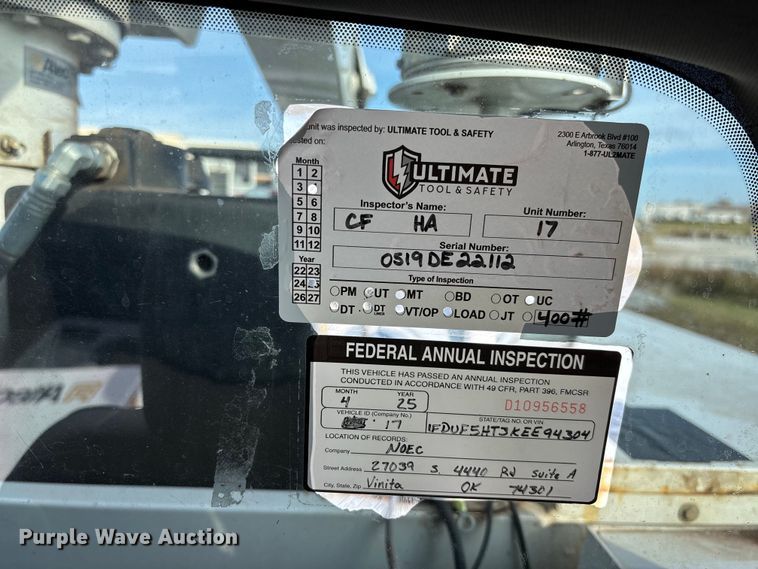 unit was inspected by: ULTIMATE TOOL & SAFETY
tested on:
2300 E Arbrook Blvd #100
Arlington, Texas 76014
1-877-UL2MATE
Month
1 2
3
5 6
7 8
9 10
11 12
Year
22 23
24
26 27
ULTIMATE
TOOL & SAFETY
Inspector's Name:
CF HA
Unit Number:
17
Serial Number:
0519DE22112
Type of Inspection
PM UT MT BD OT UC
DT DT VT/OP LOAD JT 400#
FEDERAL ANNUAL INSPECTION
THIS VEHICLE HAS PASSED AN ANNUAL INSPECTION
CONDUCTED IN ACCORDANCE WITH 49 CFR, PART 396, FMCSR
MONTH YEAR
4 25
D10956558
VEHICLE ID (Company No.)
17
STATE/TAG NO. OR VIN
1FDUF5HT3KEE94304
LOCATION OF RECORDS:
Company NOEC
Street Address 27039 S. 4440 Rd Suite A
City, State, Zip Vinita OK 74301
Purple Wave Auction